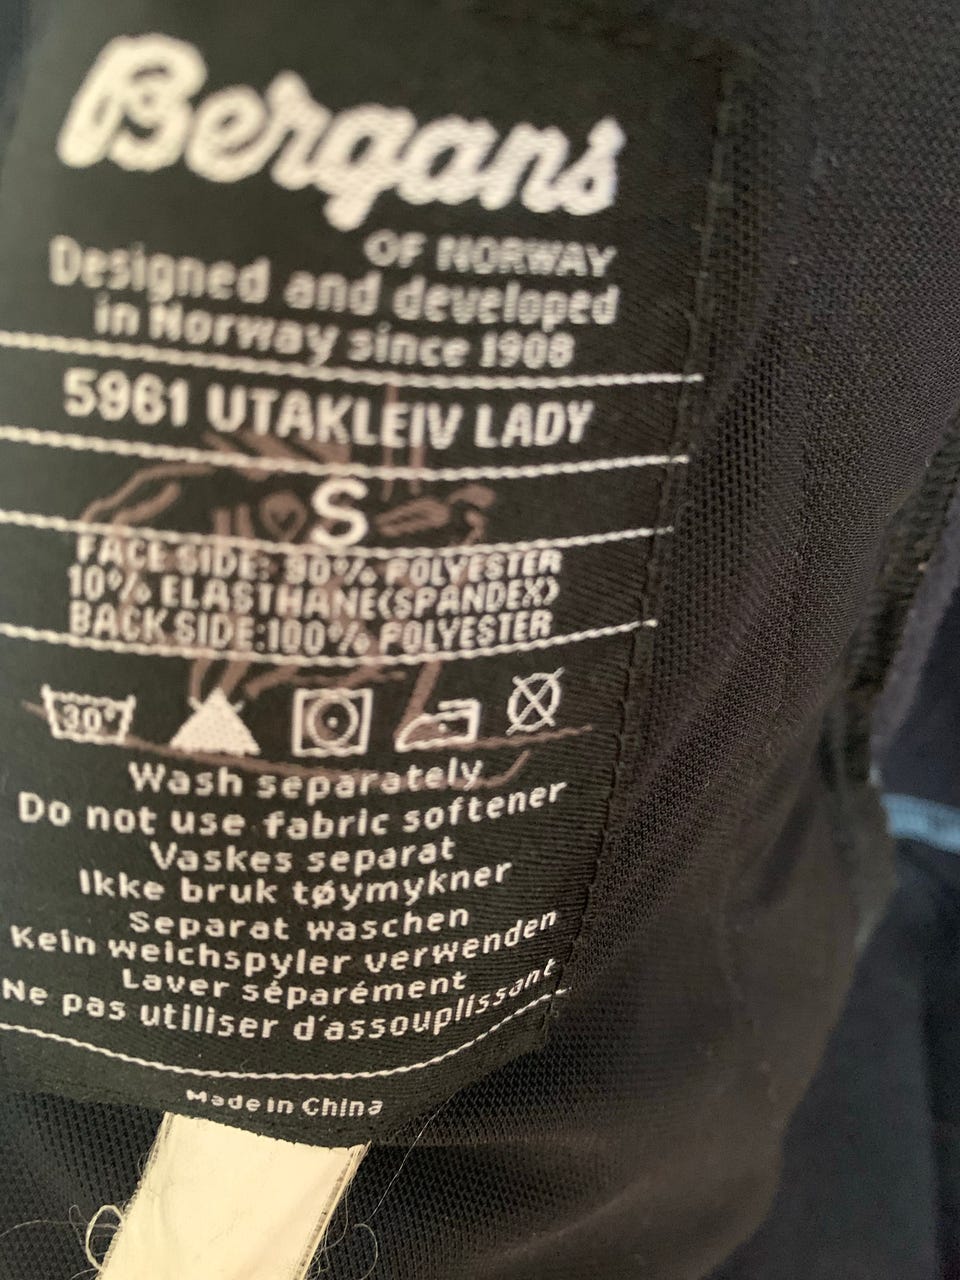 Bergans
OF NORWAY
Designed and developed
in Norway since 1908
5961 UTAKLEIV LADY
S
FACE SIDE: 90% POLYESTER
10% ELASTHANE(SPANDEX)
BACK SIDE:100% POLYESTER
30°
Wash separately
Do not use fabric softener
Vaskes separat
Ikke bruk tøymykner
Separat waschen
Kein weichspyler verwenden
Laver séparément
Ne pas utiliser d'assouplissant
Made in China